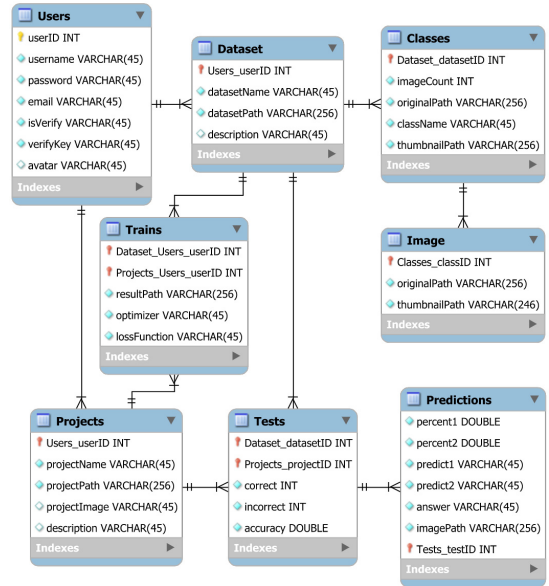 Users
userID INT
username VARCHAR(45)
password VARCHAR(45)
email VARCHAR(45)
isVerify VARCHAR(45)
verifyKey VARCHAR(45)
avatar VARCHAR(45)
Indexes
Dataset
Users_userID INT
datasetName VARCHAR(45)
datasetPath VARCHAR(256)
description VARCHAR(45)
Indexes
Classes
Dataset_datasetID INT
imageCount INT
originalPath VARCHAR(256)
className VARCHAR(45)
thumbnailPath VARCHAR(256)
Indexes
Trains
Dataset_Users_userID INT
Projects_Users_userID INT
resultPath VARCHAR(256)
optimizer VARCHAR(45)
lossFunction VARCHAR(45)
Indexes
Image
Classes_classID INT
originalPath VARCHAR(256)
thumbnailPath VARCHAR(246)
Indexes
Projects
Users_userID INT
projectName VARCHAR(45)
projectPath VARCHAR(256)
projectImage VARCHAR(45)
description VARCHAR(45)
Indexes
Tests
Dataset_datasetID INT
Projects_projectID INT
correct INT
incorrect INT
accuracy DOUBLE
Indexes
Predictions
percent1 DOUBLE
percent2 DOUBLE
predict1 VARCHAR(45)
predict2 VARCHAR(45)
answer VARCHAR(45)
imagePath VARCHAR(256)
Tests_testID INT
Indexes